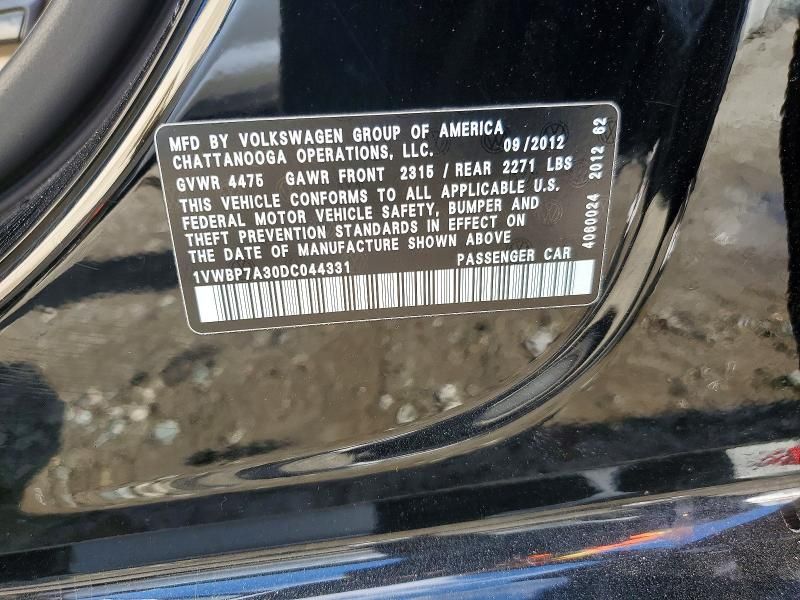 MFD BY VOLKSWAGEN GROUP OF AMERICA
CHATTANOOGA OPERATIONS, LLC. 09/2012
GVWR 4475 GAWR FRONT 2315 / REAR 2271 LBS
THIS VEHICLE CONFORMS TO ALL APPLICABLE U.S.
FEDERAL MOTOR VEHICLE SAFETY, BUMPER AND
THEFT PREVENTION STANDARDS IN EFFECT ON
THE DATE OF MANUFACTURE SHOWN ABOVE
1VWBP7A30DC044331 PASSENGER CAR
4060024 2012 62